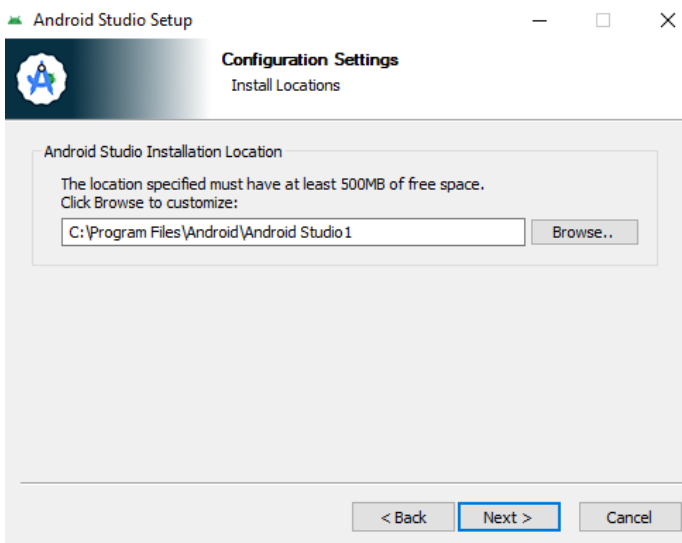 Android Studio Setup
Configuration Settings
Install Locations
Android Studio Installation Location
The location specified must have at least 500MB of free space.
Click Browse to customize:
C:\Program Files\Android\Android Studio1
Browse..
< Back
Next >
Cancel